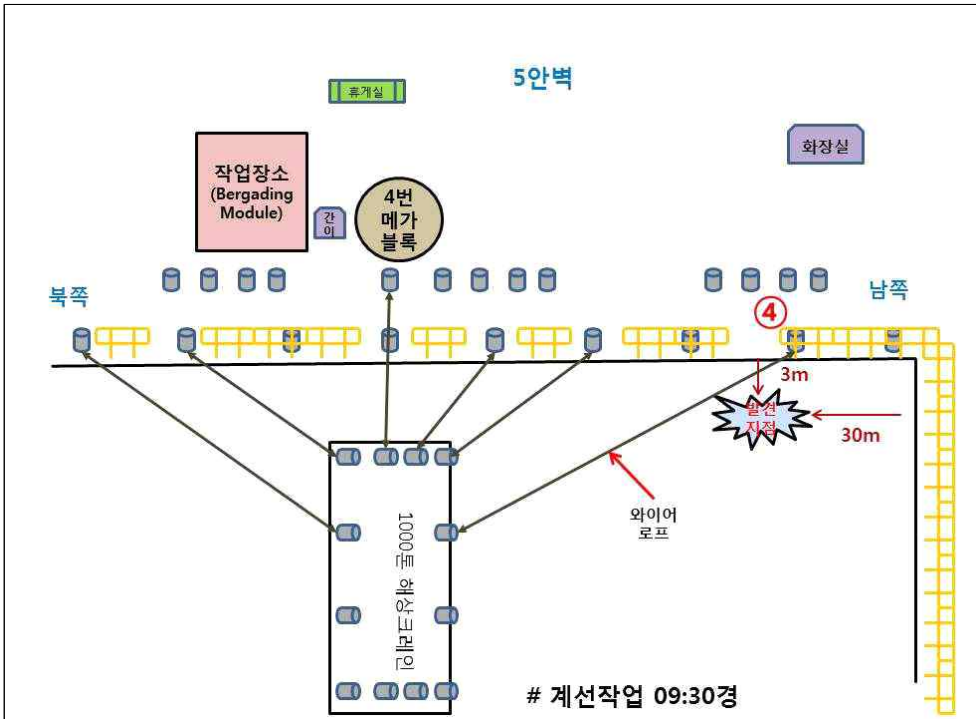 5안벽
휴게실
화장실
작업장소
(Bergading
Module)
간
이
4번
메가
블록
북쪽
남쪽
④
3m
발견
지점
30m
와이어
로프
1000톤 해상크레인
# 계선작업 09:30경